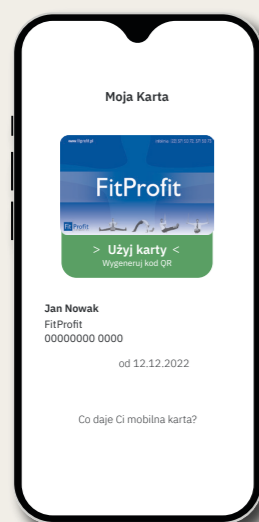 Moja Karta
www.fitprofit.pl
FitProfit
FitProfit
> Użyj karty <
Wygeneruj kod QR
Jan Nowak
FitProfit
00000000 0000
od 12.12.2022
Co daje Ci mobilna karta?